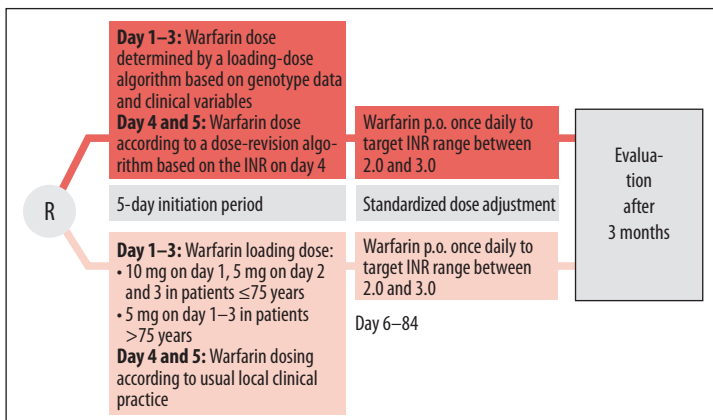 Day 1–3: Warfarin dose
determined by a loading-dose
algorithm based on genotype data
and clinical variables
Day 4 and 5: Warfarin dose
according to a dose-revision algo-
rithm based on the INR on day 4
Warfarin p.o. once daily to
target INR range between
2.0 and 3.0
R
5-day initiation period
Standardized dose adjustment
Evalua-
tion
after
3 months
Day 1–3: Warfarin loading dose:
• 10 mg on day 1, 5 mg on day 2
and 3 in patients ≤75 years
• 5 mg on day 1–3 in patients
>75 years
Day 4 and 5: Warfarin dosing
according to usual local clinical
practice
Warfarin p.o. once daily to
target INR range between
2.0 and 3.0
Day 6–84